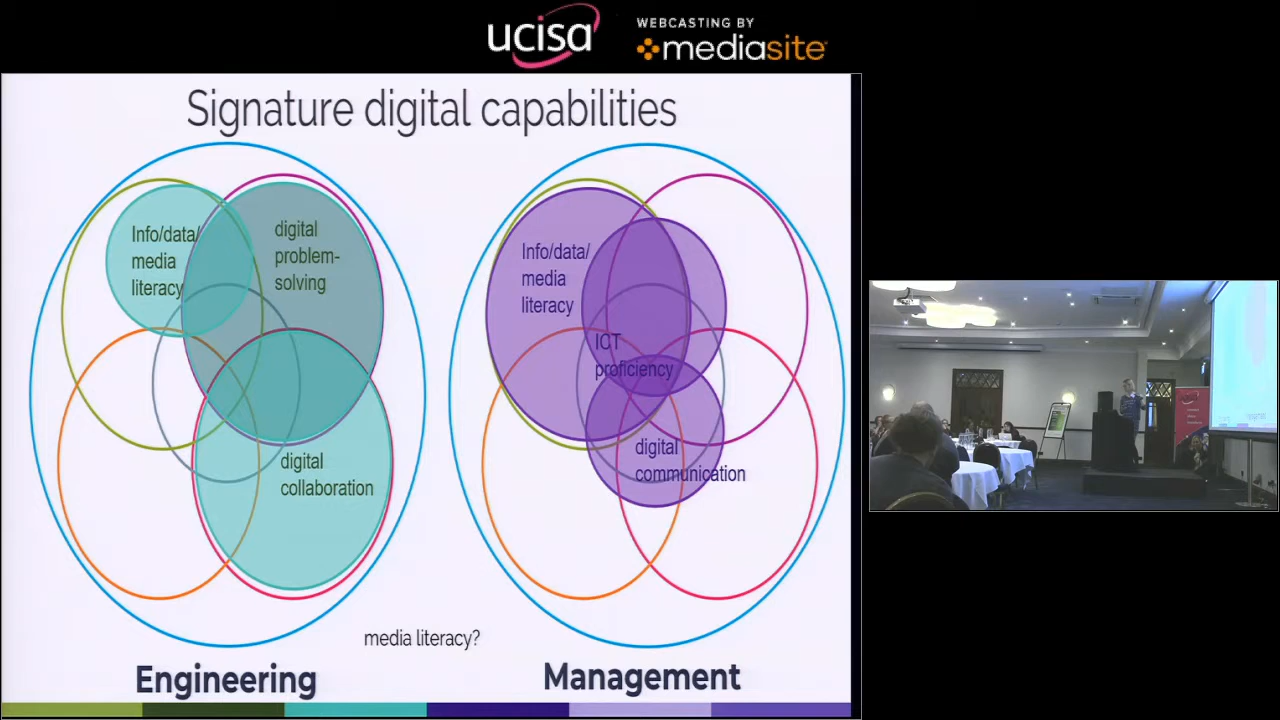 ucisa
WEBCASTING BY
mediasite
Signature digital capabilities
Info/data/
media
literacy
digital
problem-
solving
digital
collaboration
Info/data/
media
literacy
ICT
proficiency
digital
communication
media literacy?
Engineering
Management